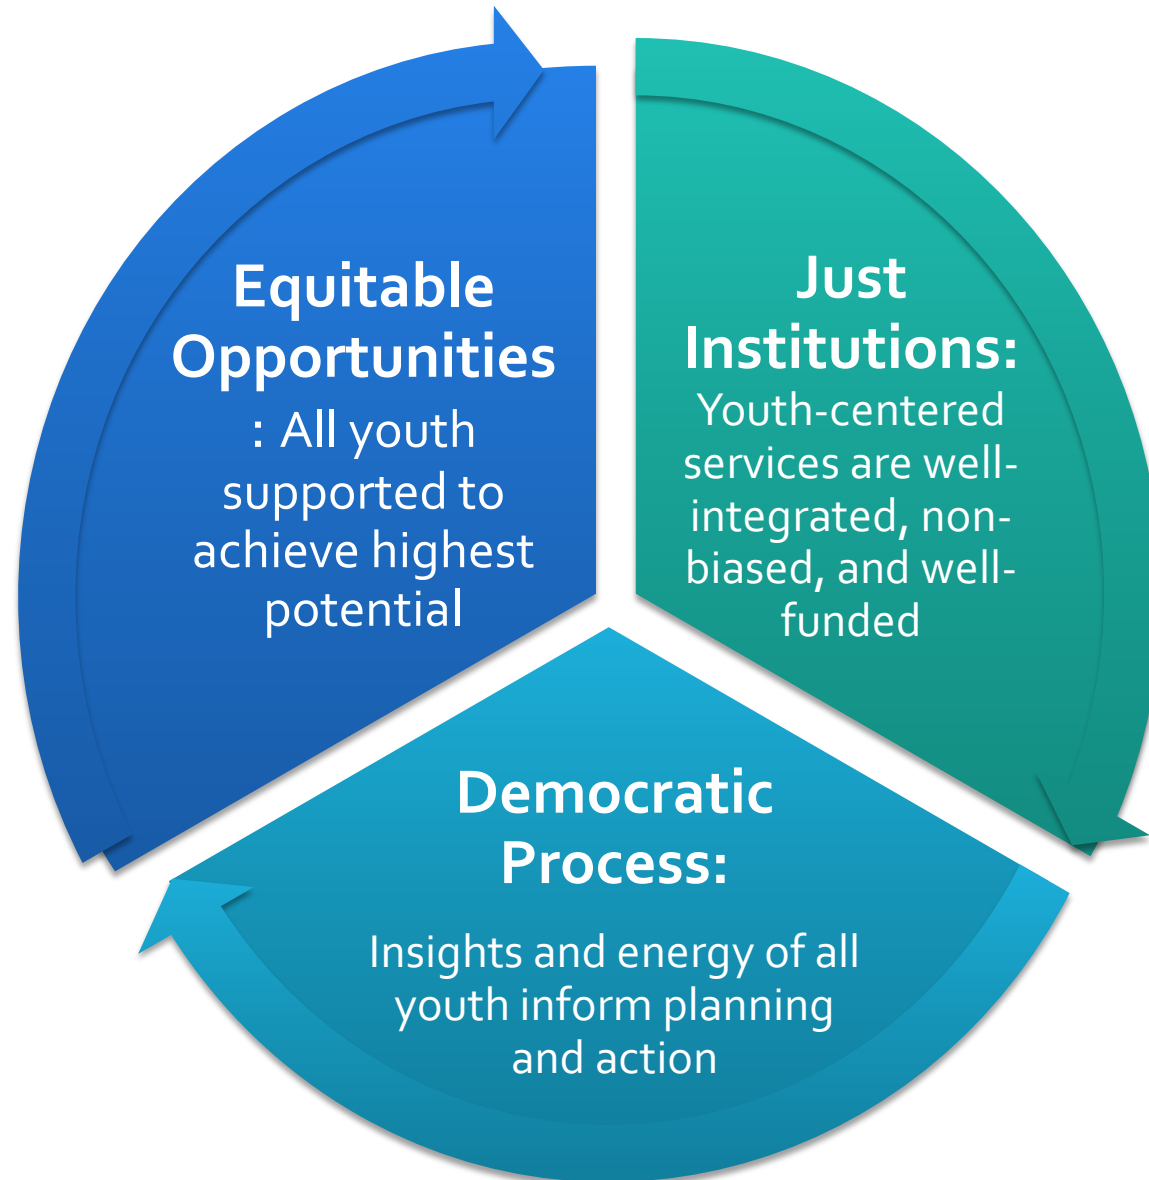 Equitable
Opportunities
: All youth
supported to
achieve highest
potential
Just
Institutions:
Youth-centered
services are well-
integrated, non-
biased, and well-
funded
Democratic
Process:
Insights and energy of all
youth inform planning
and action